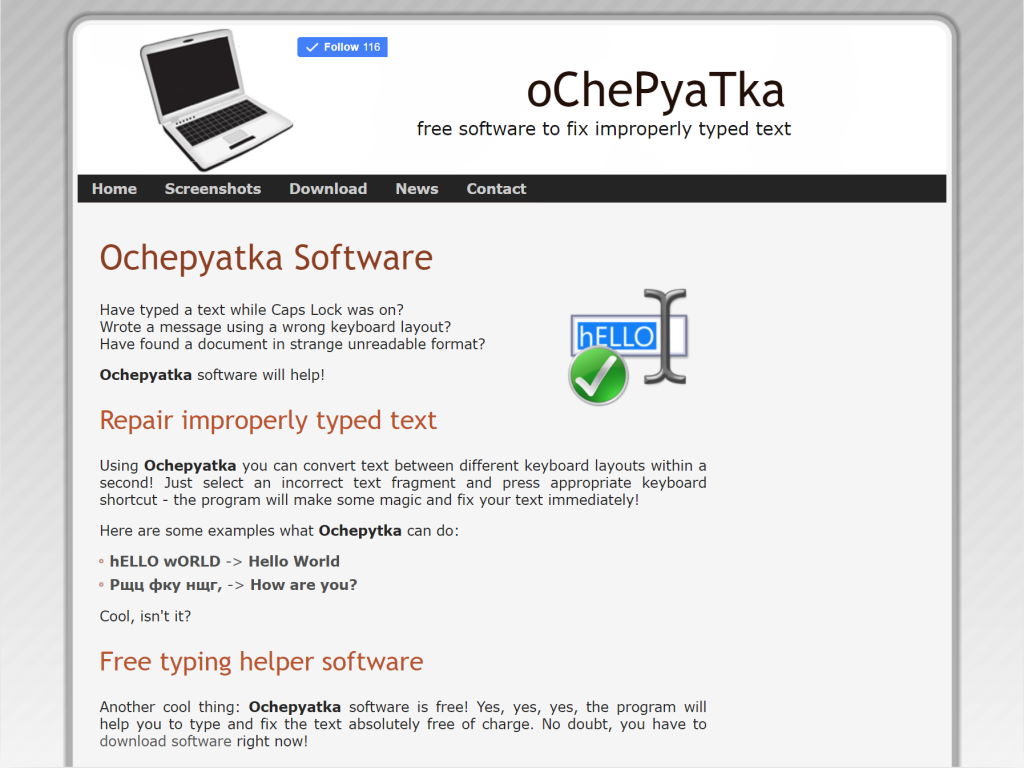 Follow 116
oChePyaTka
free software to fix improperly typed text
Home Screenshots Download News Contact
Ochepyatka Software
Have typed a text while Caps Lock was on?
Wrote a message using a wrong keyboard layout?
Have found a document in strange unreadable format?
hELLO
Ochepyatka software will help!
Repair improperly typed text
Using Ochepyatka you can convert text between different keyboard layouts within a
second! Just select an incorrect text fragment and press appropriate keyboard
shortcut - the program will make some magic and fix your text immediately!
Here are some examples what Ochepytka can do:
hELLO wORLD -> Hello World
Рщц фку нщг, -> How are you?
Cool, isn't it?
Free typing helper software
Another cool thing: Ochepyatka software is free! Yes, yes, yes, the program will
help you to type and fix the text absolutely free of charge. No doubt, you have to
download software right now!